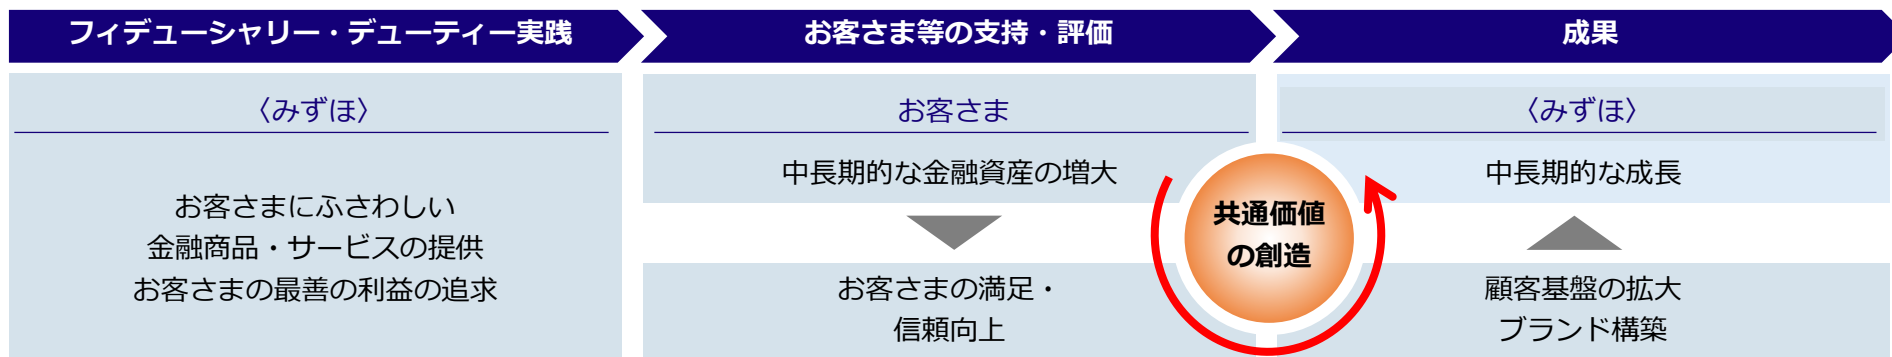 フィデューシャリー・デューティー実践
お客さま等の支持・評価
成果
〈みずほ〉
お客さまにふさわしい
金融商品・サービスの提供
お客さまの最善の利益の追求
お客さま
中長期的な金融資産の増大
お客さまの満足・
信頼向上
共通価値
の創造
〈みずほ〉
中長期的な成長
顧客基盤の拡大
ブランド構築